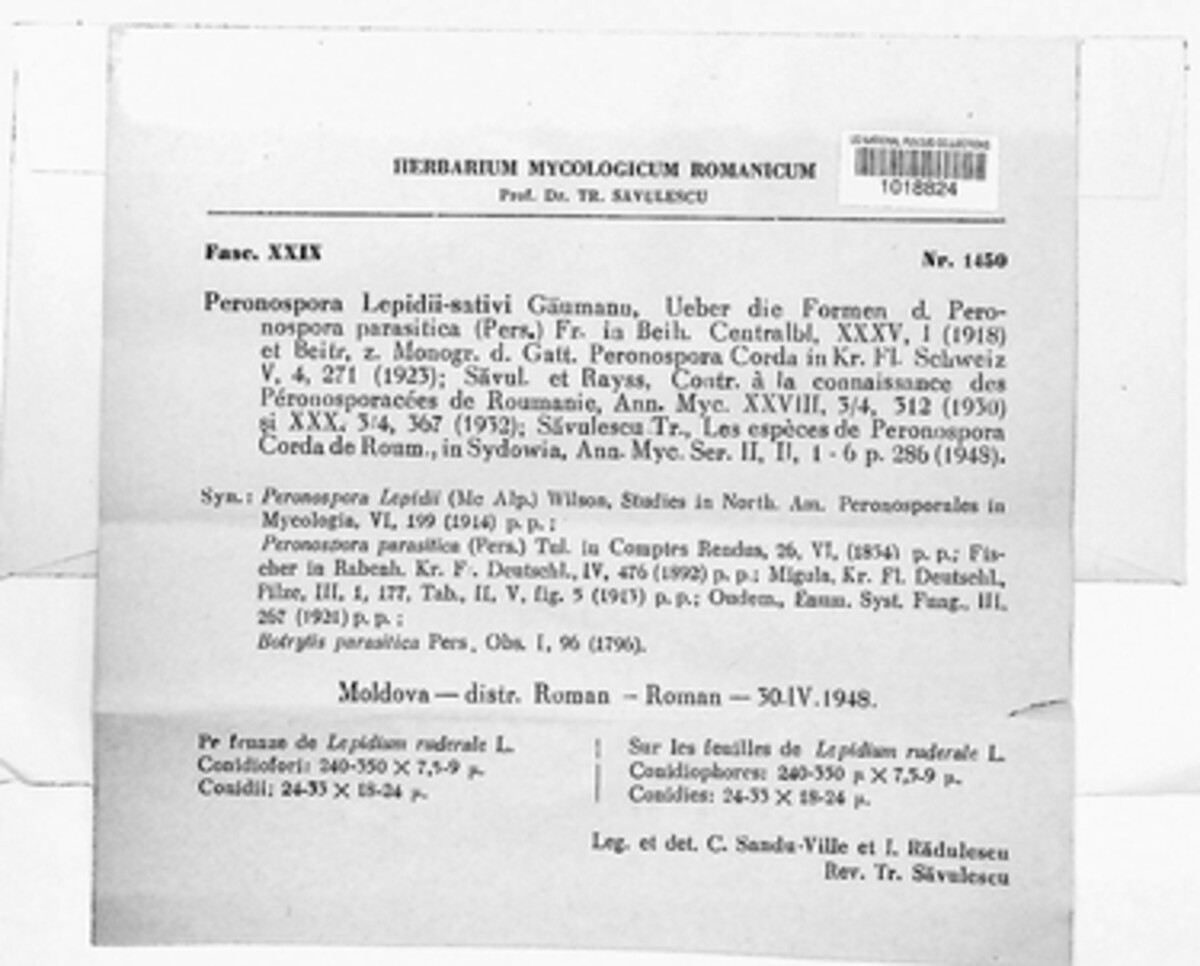 US NATIONAL FUNGUS COLLECTIONS
1018824
HERBARIUM MYCOLOGICUM ROMANICUM
Prof. Dr. TR. SĂVULESCU
Fasc. XXIX
Nr. 1450
Peronospora Lepidii-sativi Gäumann, Ueber die Formen d. Pero-
nospora parasitica (Pers.) Fr. in Beih. Centralbl. XXXV, I (1918)
et Beitr. z. Monogr. d. Gatt. Peronospora Corda in Kr. Fl. Schweiz
V, 4, 271 (1923); Săvul. et Rayss, Contr. à la connaissance des
Péronosporacées de Roumanie, Ann. Myc. XXVIII, 3/4, 312 (1930)
și XXX. 3/4, 367 (1932); Săvulescu Tr., Les espèces de Peronospora
Corda de Roum., in Sydowia, Ann. Myc. Ser. II, II, 1 - 6 p. 286 (1948).
Syn.: Peronospora Lepidii (Mc Alp.) Wilson, Studies in North. Am. Peronosporales in
Mycologia, VI, 199 (1914) p. p.;
Peronospora parasitica (Pers.) Tul. in Comptes Rendus, 26, VI, (1854) p. p.; Fis-
cher in Rabenh. Kr. F. Deutschl., IV, 476 (1892) p. p.; Migula, Kr. Fl. Deutschl.,
Pilze, III, 1, 177, Tab., II, V, fig. 5 (1913) p. p.; Oudem., Enum. Syst. Fung., III,
267 (1921) p. p.;
Botrytis parasitica Pers. Obs. I, 96 (1796).
Moldova — distr. Roman – Roman — 30.IV.1948.
Pe frunze de Lepidium ruderale L.
Conidiofori: 240-350 × 7,5-9 µ.
Conidii: 24-33 × 18-24 µ.
Sur les feuilles de Lepidium ruderale L.
Conidiophores: 240-350 µ × 7,5-9 µ.
Conidies: 24-33 × 18-24 µ.
Leg. et det. C. Sandu-Ville et I. Rădulescu
Rev. Tr. Săvulescu